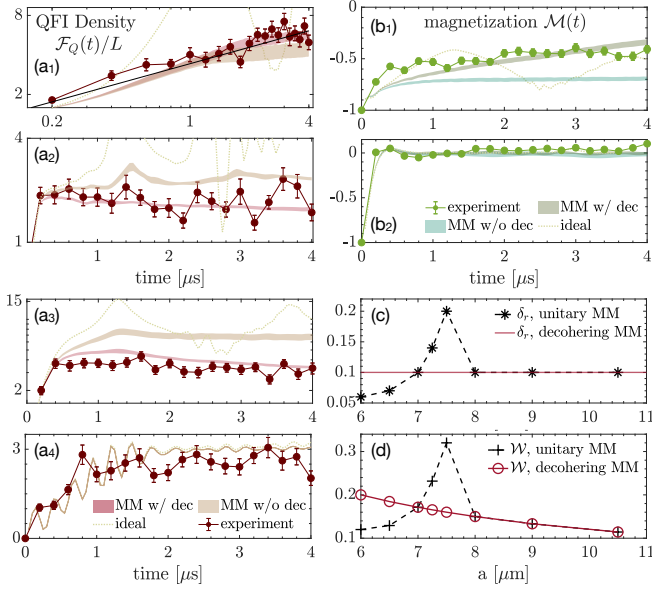 QFI Density
F_Q(t)/L
(a1)
8
2
0.2
1
4
(b1)
magnetization M(t)
0
-0.5
-1
0
1
2
3
4
(a2)
4
1
0
1
2
3
4
time [μs]
(b2)
0
-0.5
-1
experiment
MM w/ dec
MM w/o dec
ideal
0
1
2
3
4
time [μs]
(a3)
15
2
0
1
2
3
4
(c)
δ_r, unitary MM
δ_r, decohering MM
0.2
0.15
0.1
0.05
6
7
8
9
10
11
(a4)
3
0
MM w/ dec
MM w/o dec
ideal
experiment
0
1
2
3
4
time [μs]
(d)
W, unitary MM
W, decohering MM
0.3
0.2
0.1
6
7
8
9
10
11
a [μm]